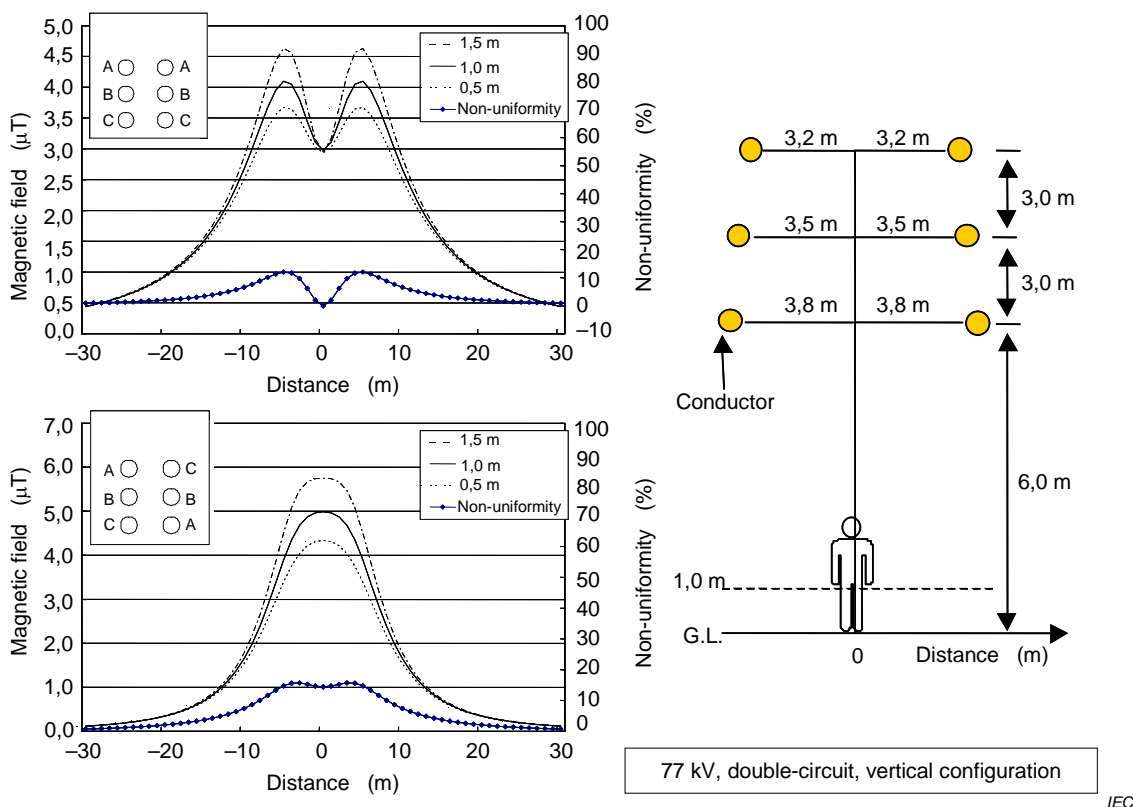 5,0
4,5
4,0
3,5
3,0
2,5
2,0
1,5
1,0
0,5
0,0
Magnetic field (µT)
A A
B B
C C
1,5 m
1,0 m
0,5 m
Non-uniformity
100
90
80
70
60
50
40
30
20
10
0
–10
Non-uniformity (%)
–30 –20 –10 0 10 20 30
Distance (m)
7,0
6,0
5,0
4,0
3,0
2,0
1,0
0,0
Magnetic field (µT)
A C
B B
C A
1,5 m
1,0 m
0,5 m
Non-uniformity
100
90
80
70
60
50
40
30
20
10
0
Non-uniformity (%)
–30 –20 –10 0 10 20 30
Distance (m)
3,2 m 3,2 m
3,0 m
3,5 m 3,5 m
3,0 m
3,8 m 3,8 m
Conductor
6,0 m
1,0 m
G.L.
0 Distance (m)
77 kV, double-circuit, vertical configuration
IEC